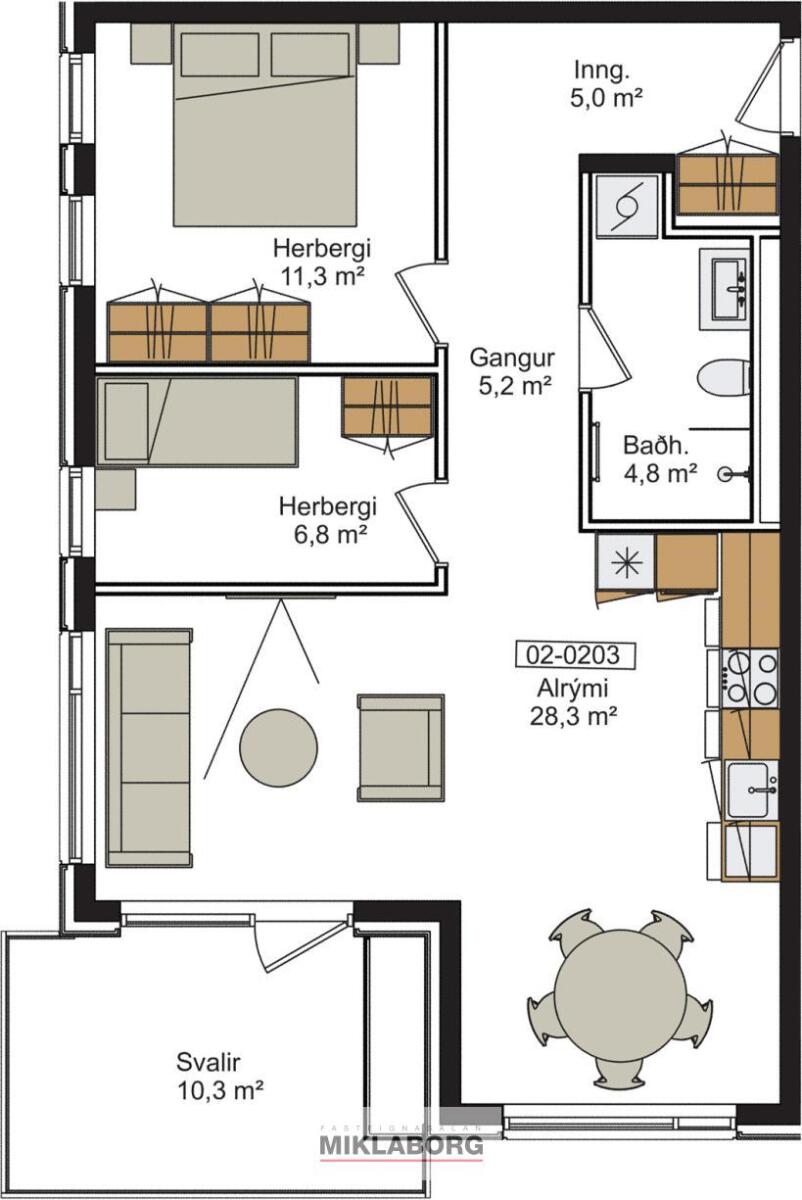 Inng.
5,0 m²
Herbergi
11,3 m²
Gangur
5,2 m²
Baðh.
4,8 m²
Herbergi
6,8 m²
02-0203
Alrými
28,3 m²
Svalir
10,3 m²
FASTEIGNASALAN
MIKLABORG